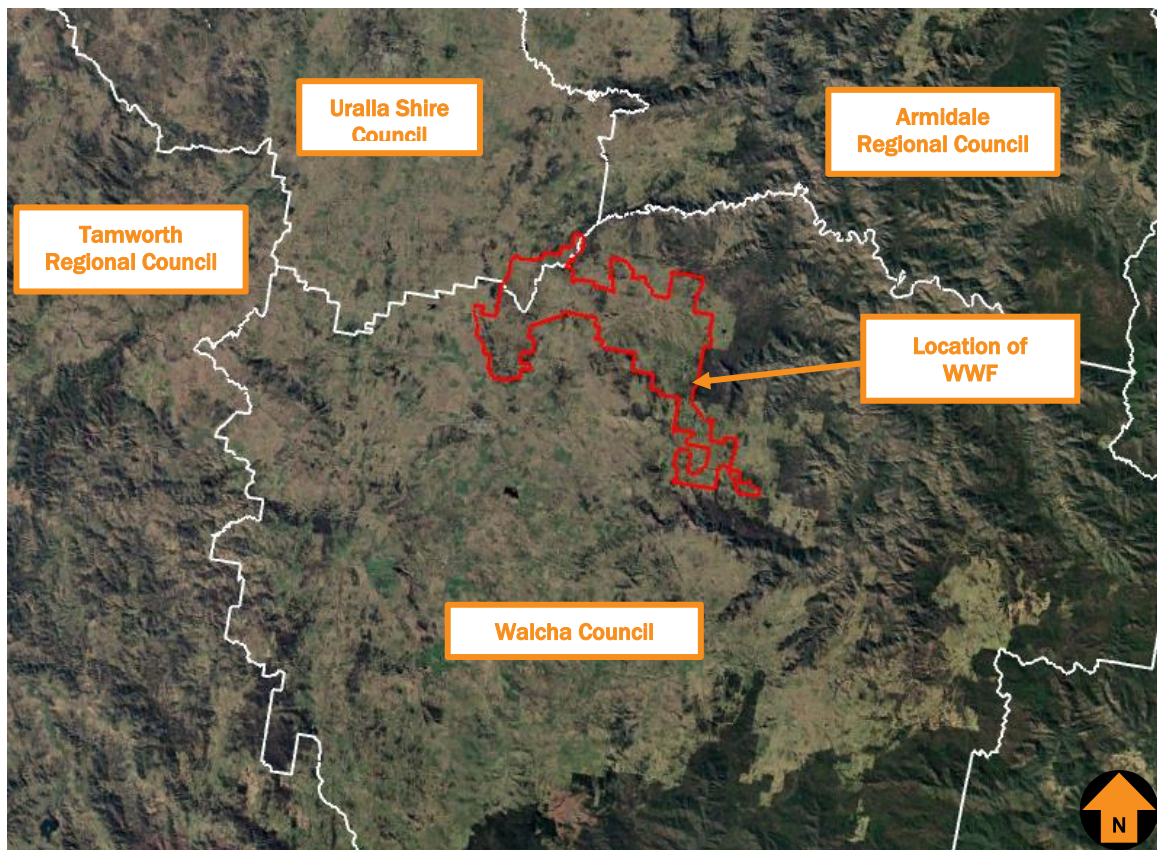 Uralla Shire
Council
Armidale
Regional Council
Tamworth
Regional Council
Location of
WWF
Walcha Council
N